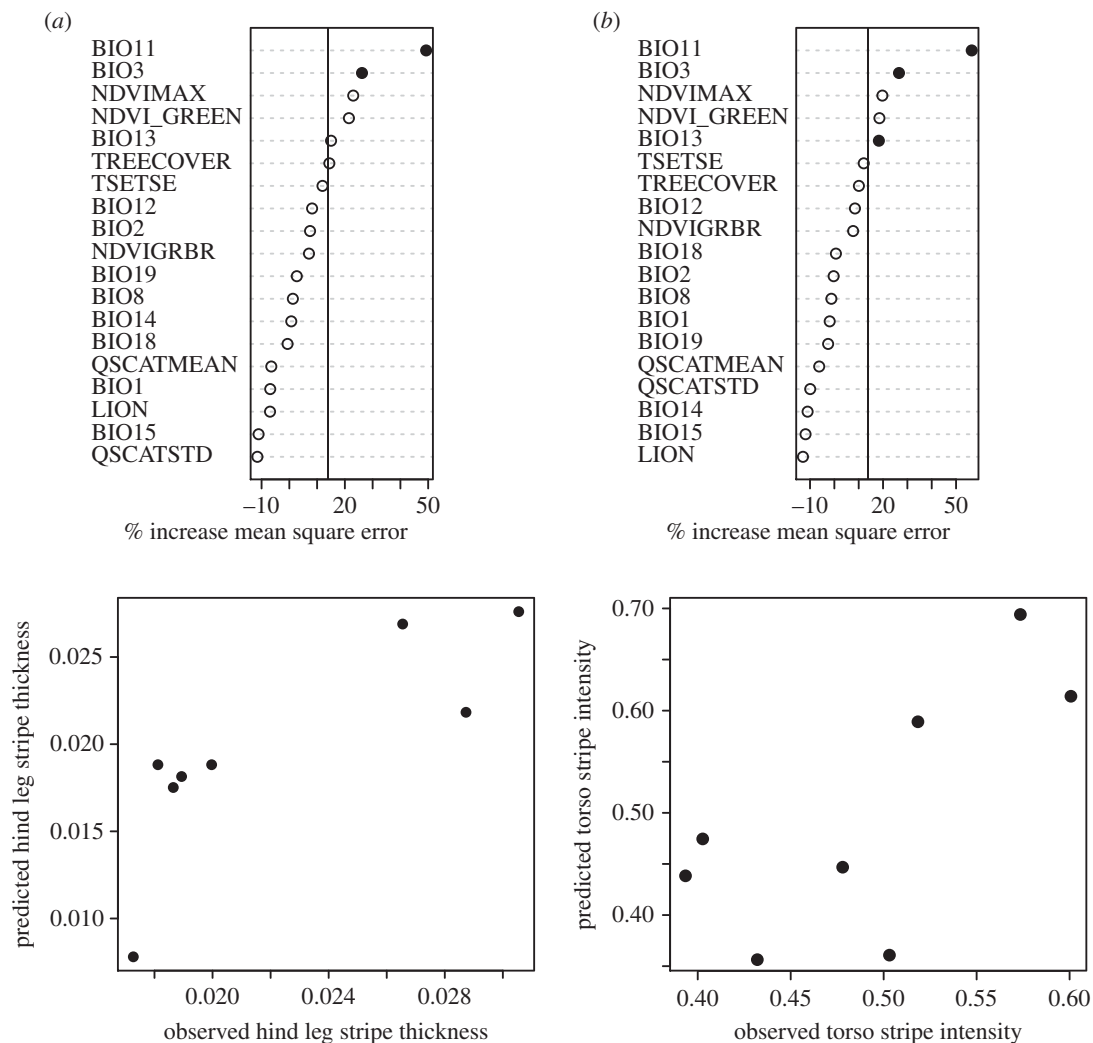 (a)
BIO11
BIO3
NDVIMAX
NDVI_GREEN
BIO13
TREECOVER
TSETSE
BIO12
BIO2
NDVIGRBR
BIO19
BIO8
BIO14
BIO18
QSCATMEAN
BIO1
LION
BIO15
QSCATSTD
–10 20 50
% increase mean square error
(b)
BIO11
BIO3
NDVIMAX
NDVI_GREEN
BIO13
TSETSE
TREECOVER
BIO12
NDVIGRBR
BIO18
BIO2
BIO8
BIO1
BIO19
QSCATMEAN
QSCATSTD
BIO14
BIO15
LION
–10 20 50
% increase mean square error
predicted hind leg stripe thickness
0.025
0.020
0.015
0.010
0.020 0.024 0.028
observed hind leg stripe thickness
predicted torso stripe intensity
0.70
0.60
0.50
0.40
0.40 0.45 0.50 0.55 0.60
observed torso stripe intensity